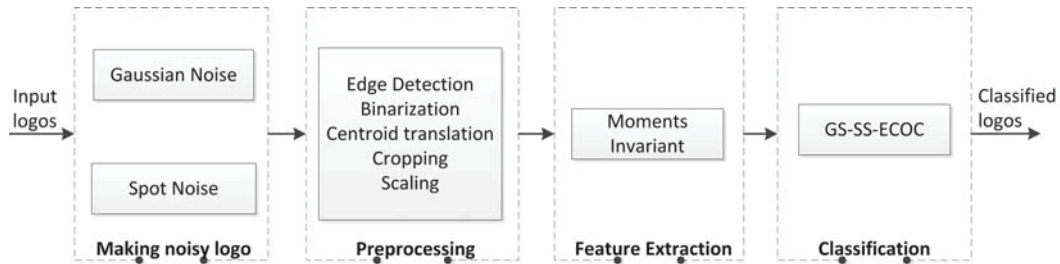 Input
logos
Gaussian Noise
Spot Noise
Making noisy logo
Edge Detection
Binarization
Centroid translation
Cropping
Scaling
Preprocessing
Moments
Invariant
Feature Extraction
GS-SS-ECOC
Classification
Classified
logos